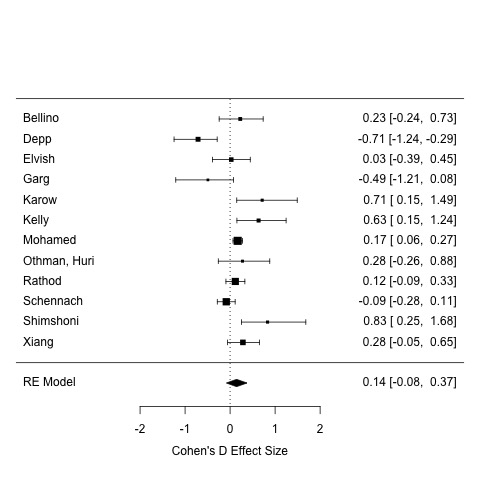 Bellino 0.23 [-0.24, 0.73]
Depp -0.71 [-1.24, -0.29]
Elvish 0.03 [-0.39, 0.45]
Garg -0.49 [-1.21, 0.08]
Karow 0.71 [ 0.15, 1.49]
Kelly 0.63 [ 0.15, 1.24]
Mohamed 0.17 [ 0.06, 0.27]
Othman, Huri 0.28 [-0.26, 0.88]
Rathod 0.12 [-0.09, 0.33]
Schennach -0.09 [-0.28, 0.11]
Shimshoni 0.83 [ 0.25, 1.68]
Xiang 0.28 [-0.05, 0.65]
RE Model 0.14 [-0.08, 0.37]
-2 -1 0 1 2
Cohen's D Effect Size